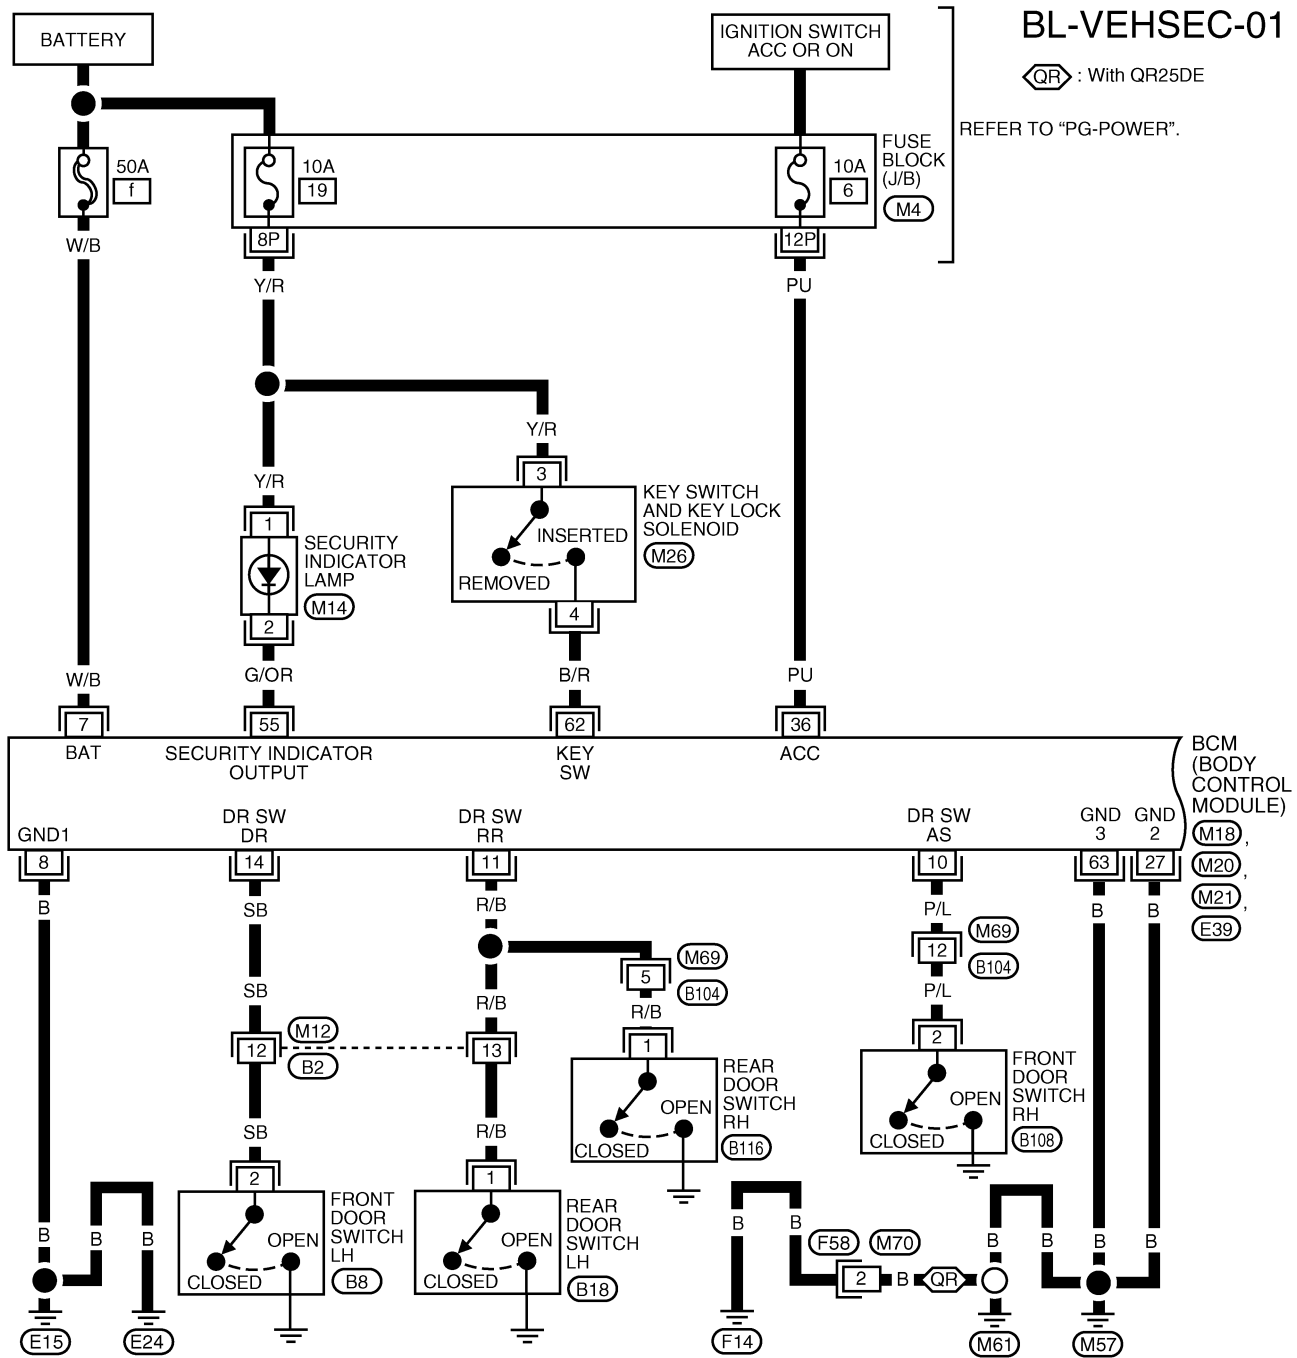 BL-VEHSEC-01
BATTERY
IGNITION SWITCH
ACC OR ON
QR : With QR25DE
REFER TO “PG-POWER”.
50A
f
10A
19
10A
6
FUSE
BLOCK
(J/B)
M4
8P
12P
W/B
Y/R
PU
Y/R
Y/R
3
KEY SWITCH
AND KEY LOCK
SOLENOID
M26
INSERTED
REMOVED
4
1
SECURITY
INDICATOR
LAMP
M14
2
W/B
G/OR
B/R
PU
7
55
62
36
BAT
SECURITY INDICATOR
OUTPUT
KEY
SW
ACC
BCM
(BODY
CONTROL
MODULE)
M18 ,
M20 ,
M21 ,
E39
GND1
DR SW
DR
DR SW
RR
DR SW
AS
GND
3
GND
2
8
14
11
10
63
27
B
SB
R/B
P/L
B
B
M69
5
B104
M69
12
B104
SB
R/B
R/B
P/L
12
M12
B2
13
1
REAR
DOOR
SWITCH
RH
B116
OPEN
CLOSED
2
FRONT
DOOR
SWITCH
RH
B108
OPEN
CLOSED
SB
R/B
2
FRONT
DOOR
SWITCH
LH
B8
OPEN
CLOSED
1
REAR
DOOR
SWITCH
LH
B18
OPEN
CLOSED
B
B
B
B
B
B
B
B
B
F58
M70
2
B
QR
E15
E24
F14
M61
M57